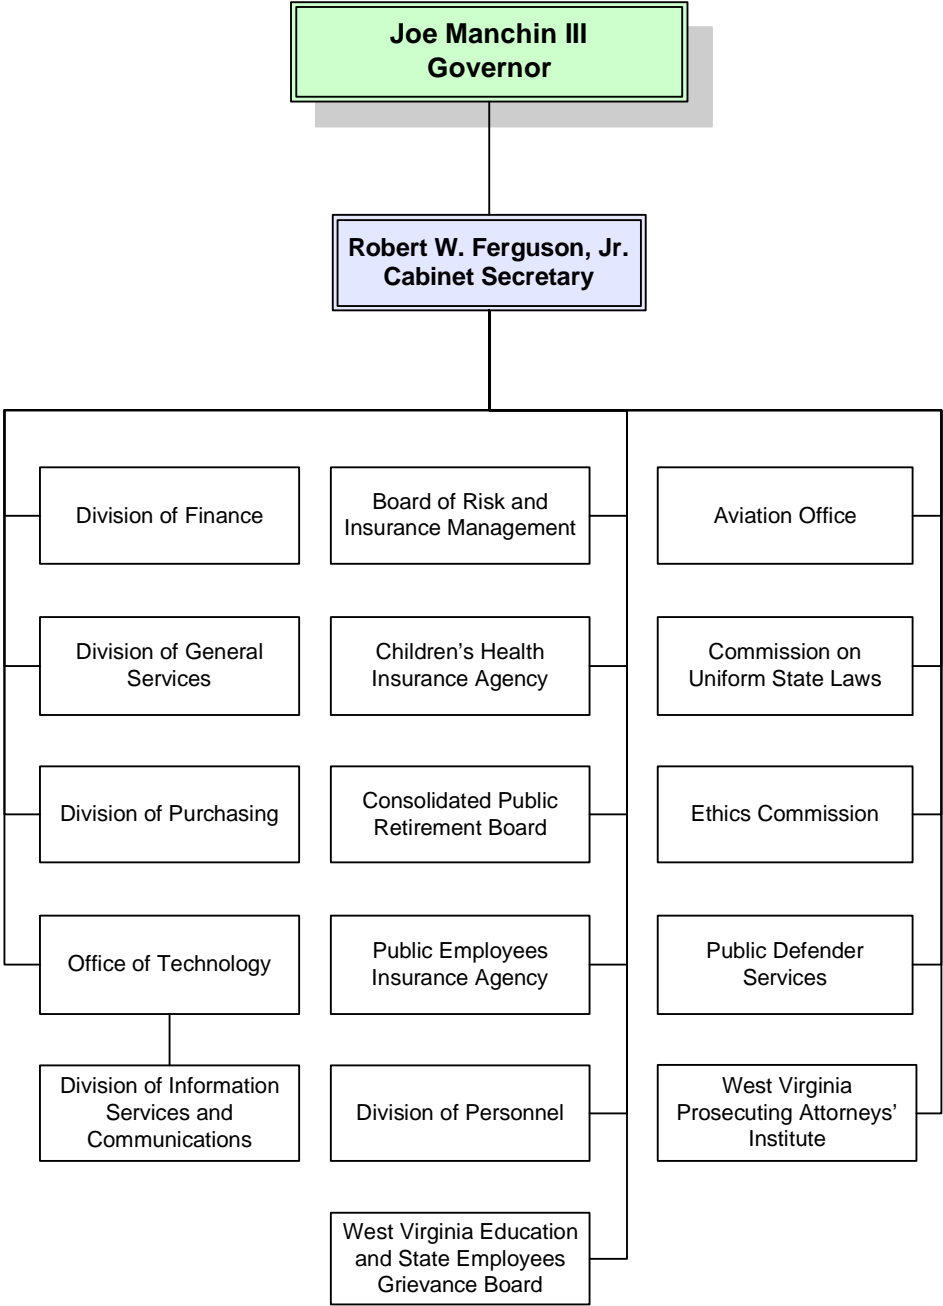 Joe Manchin III
Governor
Robert W. Ferguson, Jr.
Cabinet Secretary
Division of Finance
Board of Risk and
Insurance Management
Aviation Office
Division of General
Services
Children's Health
Insurance Agency
Commission on
Uniform State Laws
Division of Purchasing
Consolidated Public
Retirement Board
Ethics Commission
Office of Technology
Public Employees
Insurance Agency
Public Defender
Services
Division of Information
Services and
Communications
Division of Personnel
West Virginia
Prosecuting Attorneys'
Institute
West Virginia Education
and State Employees
Grievance Board